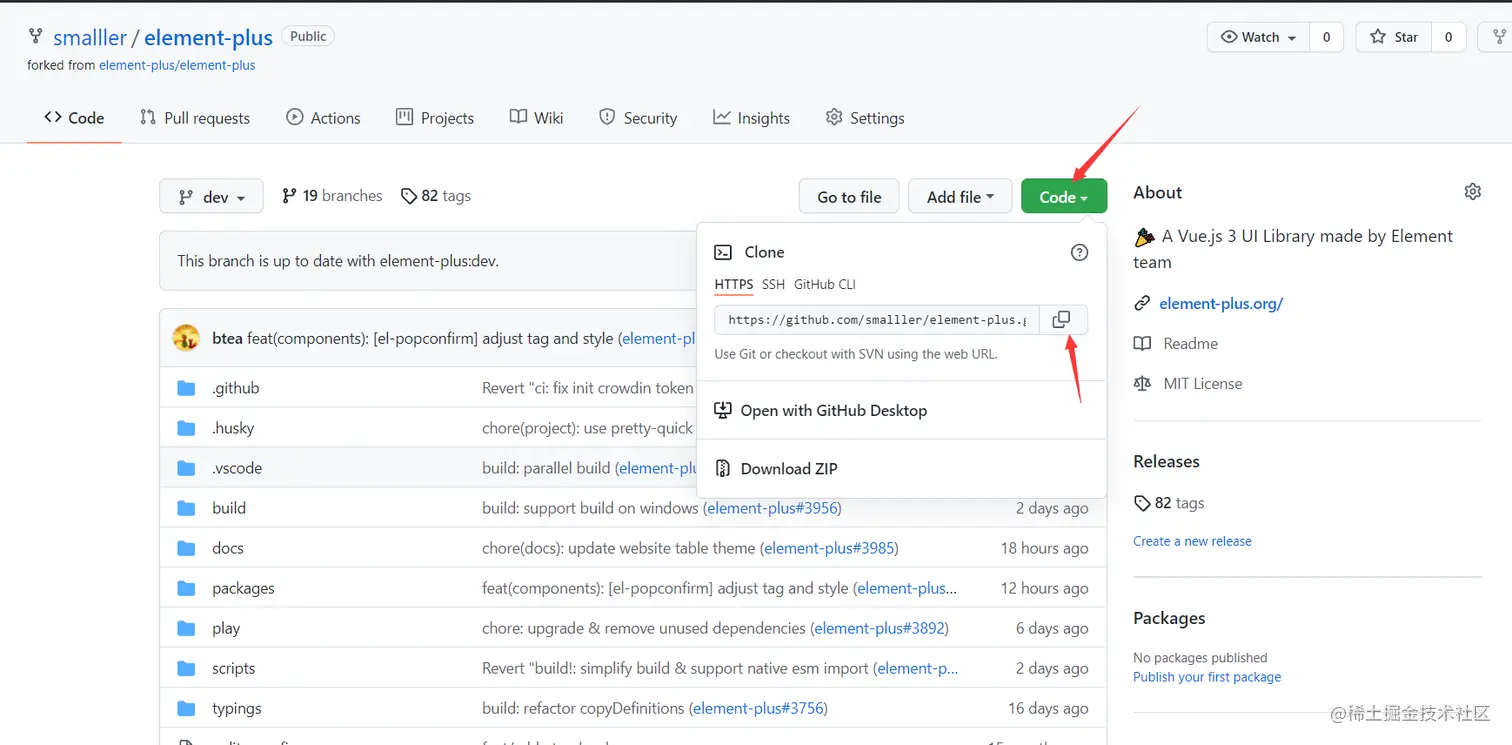 smalller / element-plus Public
Watch 0 Star 0
forked from element-plus/element-plus
Code Pull requests Actions Projects Wiki Security Insights Settings
dev 19 branches 82 tags
Go to file Add file Code
This branch is up to date with element-plus:dev.
Clone
HTTPS SSH GitHub CLI
https://github.com/smalller/element-plus.g
Use Git or checkout with SVN using the web URL.
Open with GitHub Desktop
Download ZIP
btea feat(components): [el-popconfirm] adjust tag and style (element-pl
.github Revert "ci: fix init crowdin token
.husky chore(project): use pretty-quick
.vscode build: parallel build (element-plu
build build: support build on windows (element-plus#3956) 2 days ago
docs chore(docs): update website table theme (element-plus#3985) 18 hours ago
packages feat(components): [el-popconfirm] adjust tag and style (element-plus... 12 hours ago
play chore: upgrade & remove unused dependencies (element-plus#3892) 6 days ago
scripts Revert "build!: simplify build & support native esm import (element-p... 2 days ago
typings build: refactor copyDefinitions (element-plus#3756) 16 days ago
About
A Vue.js 3 UI Library made by Element
team
element-plus.org/
Readme
MIT License
Releases
82 tags
Create a new release
Packages
No packages published
Publish your first package
@稀土掘金技术社区